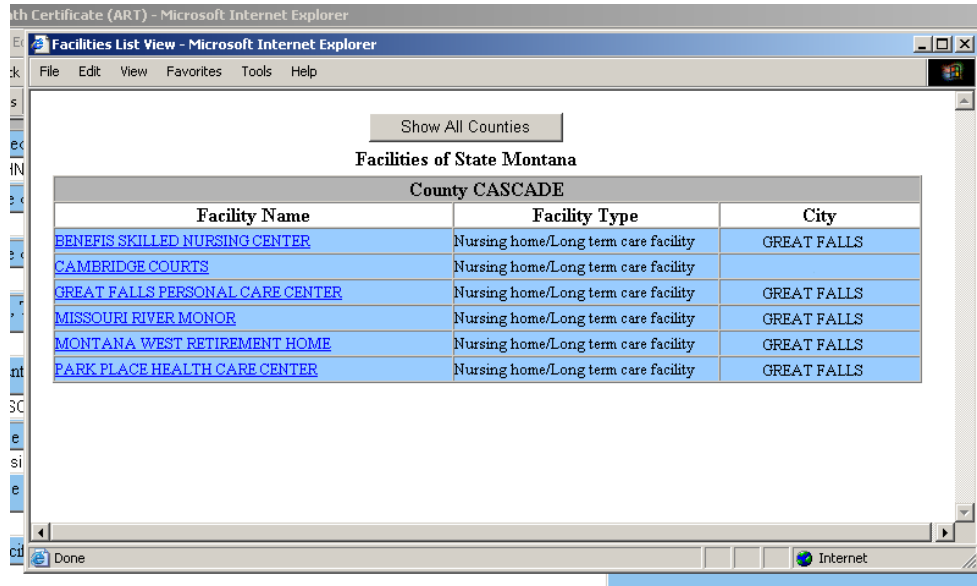 th Certificate (ART) - Microsoft Internet Explorer
Facilities List View - Microsoft Internet Explorer
File Edit View Favorites Tools Help
Show All Counties
Facilities of State Montana
County CASCADE
Facility Name Facility Type City
BENEFIS SKILLED NURSING CENTER Nursing home/Long term care facility GREAT FALLS
CAMBRIDGE COURTS Nursing home/Long term care facility
GREAT FALLS PERSONAL CARE CENTER Nursing home/Long term care facility GREAT FALLS
MISSOURI RIVER MONOR Nursing home/Long term care facility GREAT FALLS
MONTANA WEST RETIREMENT HOME Nursing home/Long term care facility GREAT FALLS
PARK PLACE HEALTH CARE CENTER Nursing home/Long term care facility GREAT FALLS
Done Internet